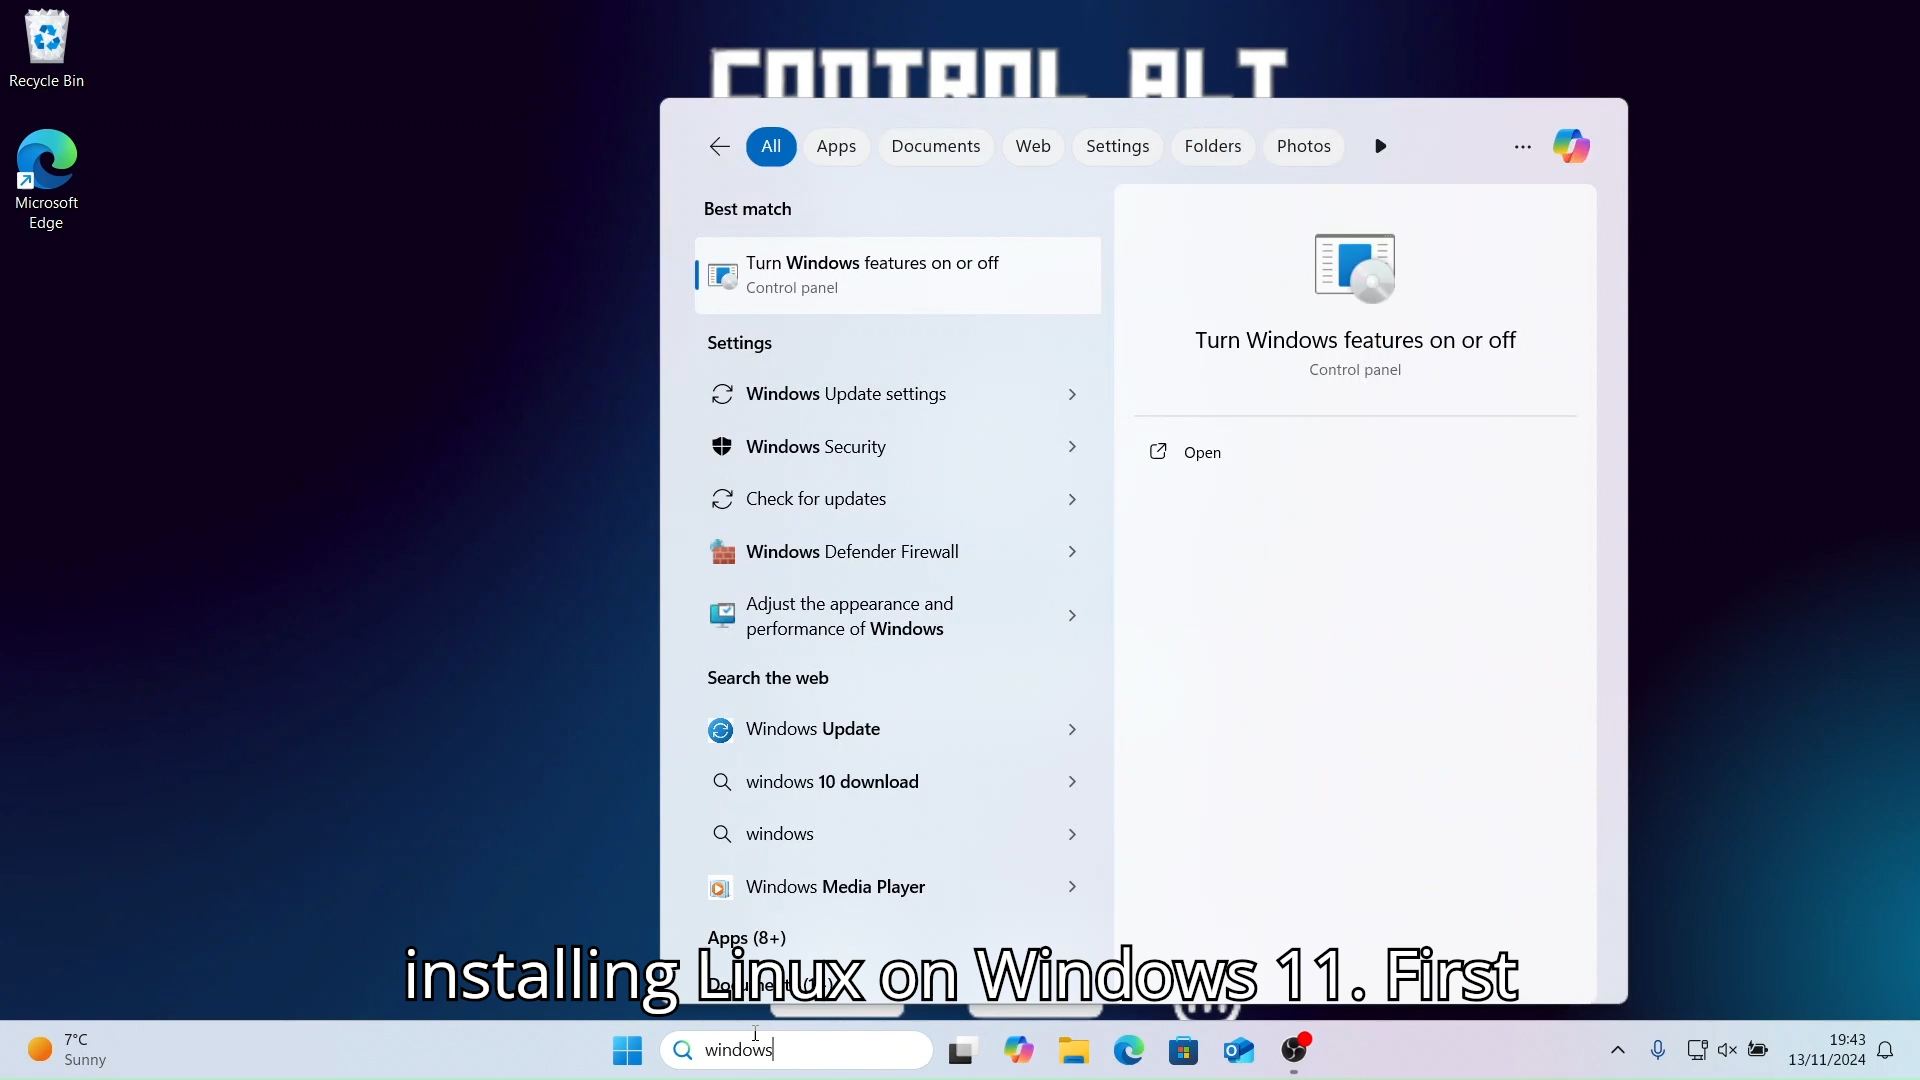 Recycle Bin
Microsoft
Edge
CONTROL ALT
All
Apps
Documents
Web
Settings
Folders
Photos
Best match
Turn Windows features on or off
Control panel
Settings
Windows Update settings
Windows Security
Check for updates
Windows Defender Firewall
Adjust the appearance and
performance of Windows
Search the web
Windows Update
windows 10 download
windows
Windows Media Player
Apps (8+)
Turn Windows features on or off
Control panel
Open
installing Linux on Windows 11. First
7°C
Sunny
windows
19:43
13/11/2024